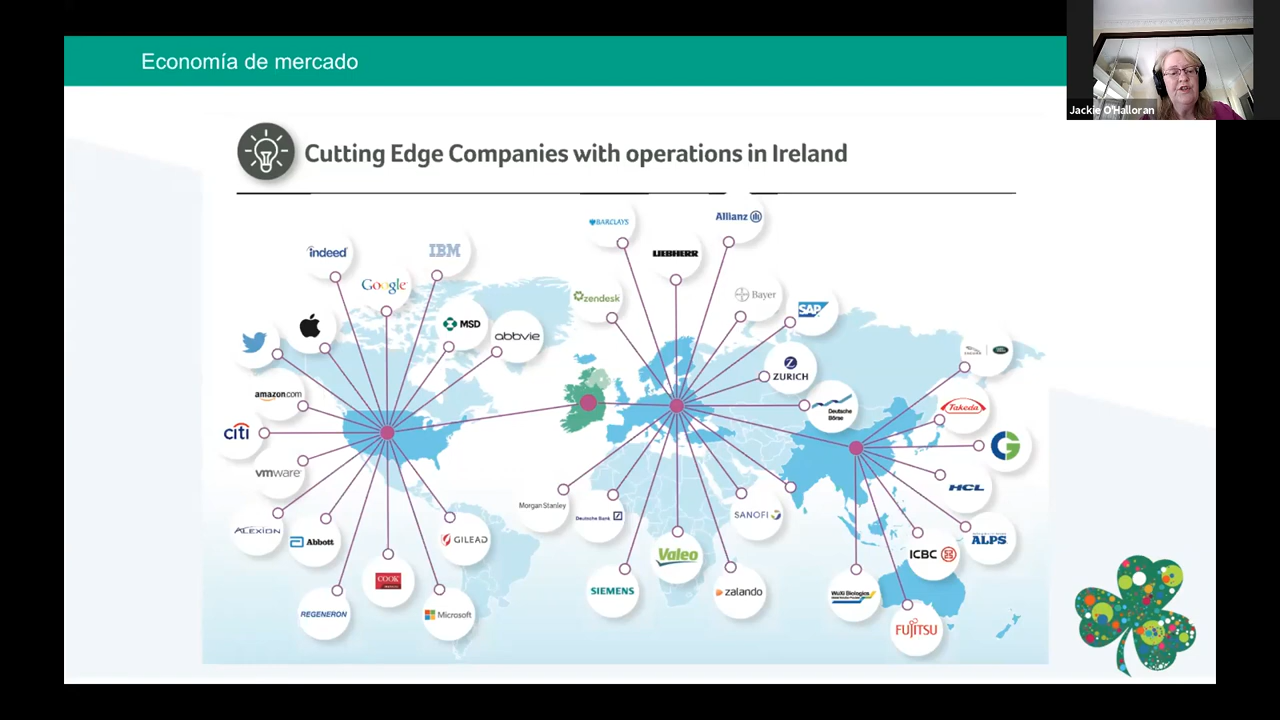 Economía de mercado
Jackie O'Halloran
Cutting Edge Companies with operations in Ireland
BARCLAYS
Allianz
indeed
IBM
LIEBHERR
Google
zendesk
Bayer
SAP
MSD
abbvie
ZURICH
amazon.com
Deutsche
Börse
Takeda
citi
vmware
HCL
Morgan Stanley
Deutsche Bank
SANOFI
ALEXION
Abbott
GILEAD
ALPS
ICBC
Valeo
COOK
SIEMENS
zalando
WuXi Biologics
REGENERON
Microsoft
FUJITSU